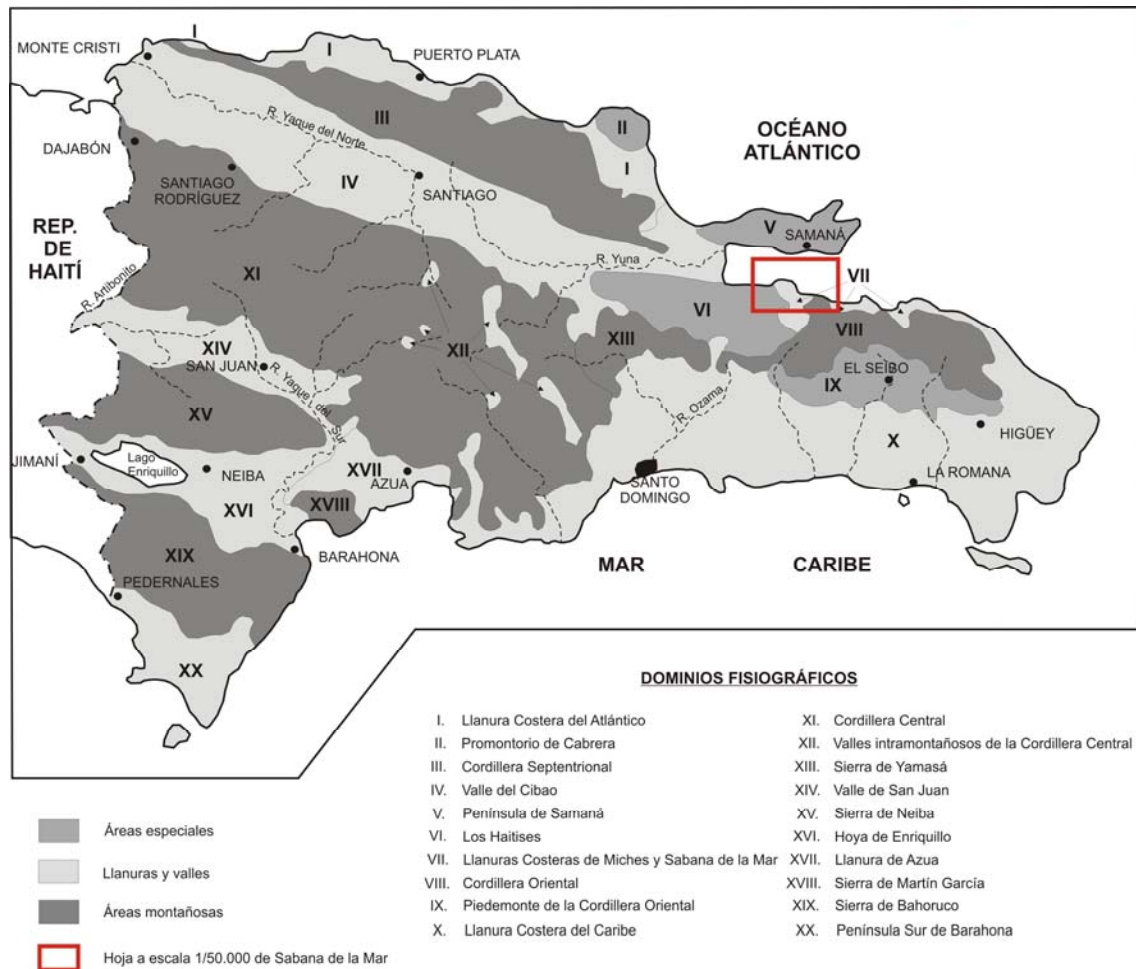 I
I
MONTE CRISTI
PUERTO PLATA
III
R. Yaque del Norte
II
OCÉANO
ATLÁNTICO
DAJABÓN
SANTIAGO
RODRÍGUEZ
IV
SANTIAGO
I
REP.
DE
HAITÍ
V
SAMANÁ
R. Yuna
VII
XI
R. Artibonito
VI
VIII
XIII
XII
XIV
SAN JUAN
R. Yaque del Sur
EL SEÍBO
IX
R. Ozama
XV
X
HIGÜEY
JIMANÍ
Lago
Enriquillo
NEIBA
XVII
AZUA
SANTO
DOMINGO
LA ROMANA
XVI
XVIII
XIX
BARAHONA
MAR
CARIBE
PEDERNALES
XX
DOMINIOS FISIOGRÁFICOS
I. Llanura Costera del Atlántico
II. Promontorio de Cabrera
III. Cordillera Septentrional
IV. Valle del Cibao
V. Península de Samaná
VI. Los Haitises
VII. Llanuras Costeras de Miches y Sabana de la Mar
VIII. Cordillera Oriental
IX. Piedemonte de la Cordillera Oriental
X. Llanura Costera del Caribe
XI. Cordillera Central
XII. Valles intramontañosos de la Cordillera Central
XIII. Sierra de Yamasá
XIV. Valle de San Juan
XV. Sierra de Neiba
XVI. Hoya de Enriquillo
XVII. Llanura de Azua
XVIII. Sierra de Martín García
XIX. Sierra de Bahoruco
XX. Península Sur de Barahona
Áreas especiales
Llanuras y valles
Áreas montañosas
Hoja a escala 1/50.000 de Sabana de la Mar